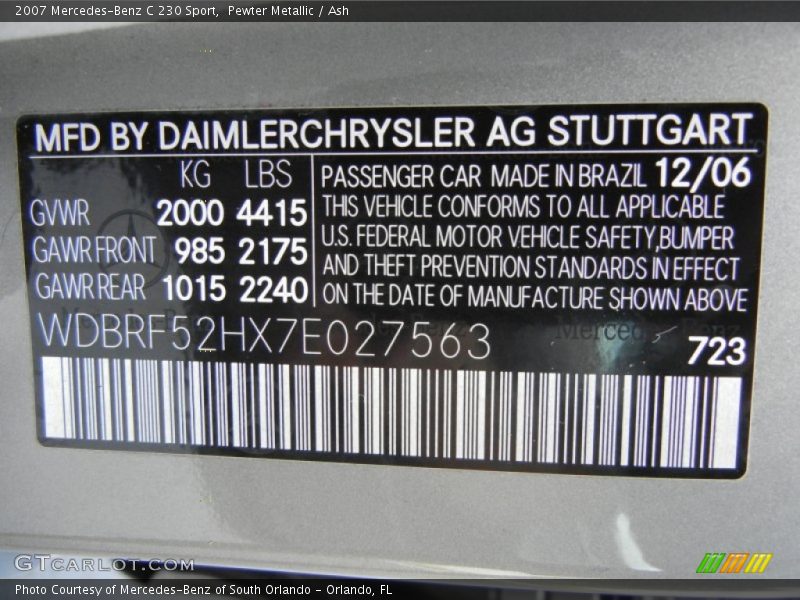 2007 Mercedes-Benz C 230 Sport,  Pewter Metallic / Ash
MFD BY DAIMLERCHRYSLER AG STUTTGART
KG LBS
GVWR 2000 4415
GAWR FRONT 985 2175
GAWR REAR 1015 2240
PASSENGER CAR MADE IN BRAZIL 12/06
THIS VEHICLE CONFORMS TO ALL APPLICABLE
U.S. FEDERAL MOTOR VEHICLE SAFETY,BUMPER
AND THEFT PREVENTION STANDARDS IN EFFECT
ON THE DATE OF MANUFACTURE SHOWN ABOVE
Mercedes-Benz
WDBRF52HX7E027563
723
GTCARLOT.COM
Photo Courtesy of Mercedes-Benz of South Orlando - Orlando, FL